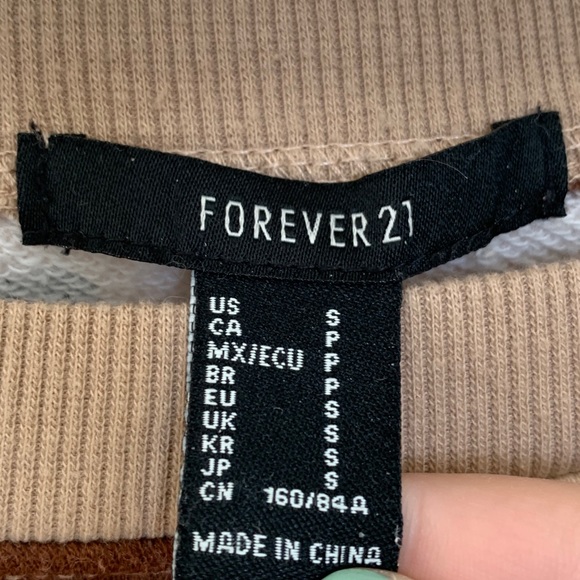 FOREVER 21
US S
CA P
MX/ECU P
BR P
EU S
UK S
KR S
JP S
CN 160/84A
MADE IN CHINA